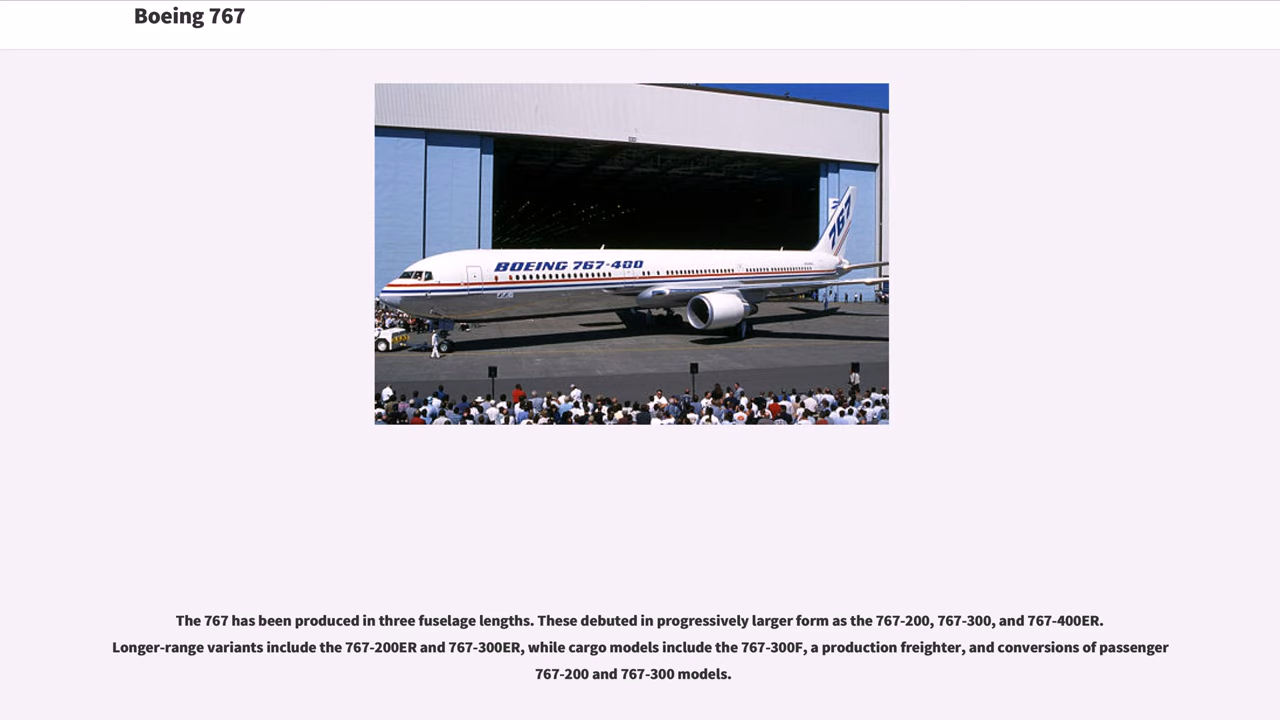 Boeing 767
767
BOEING 767-400
The 767 has been produced in three fuselage lengths. These debuted in progressively larger form as the 767-200, 767-300, and 767-400ER.
Longer-range variants include the 767-200ER and 767-300ER, while cargo models include the 767-300F, a production freighter, and conversions of passenger
767-200 and 767-300 models.